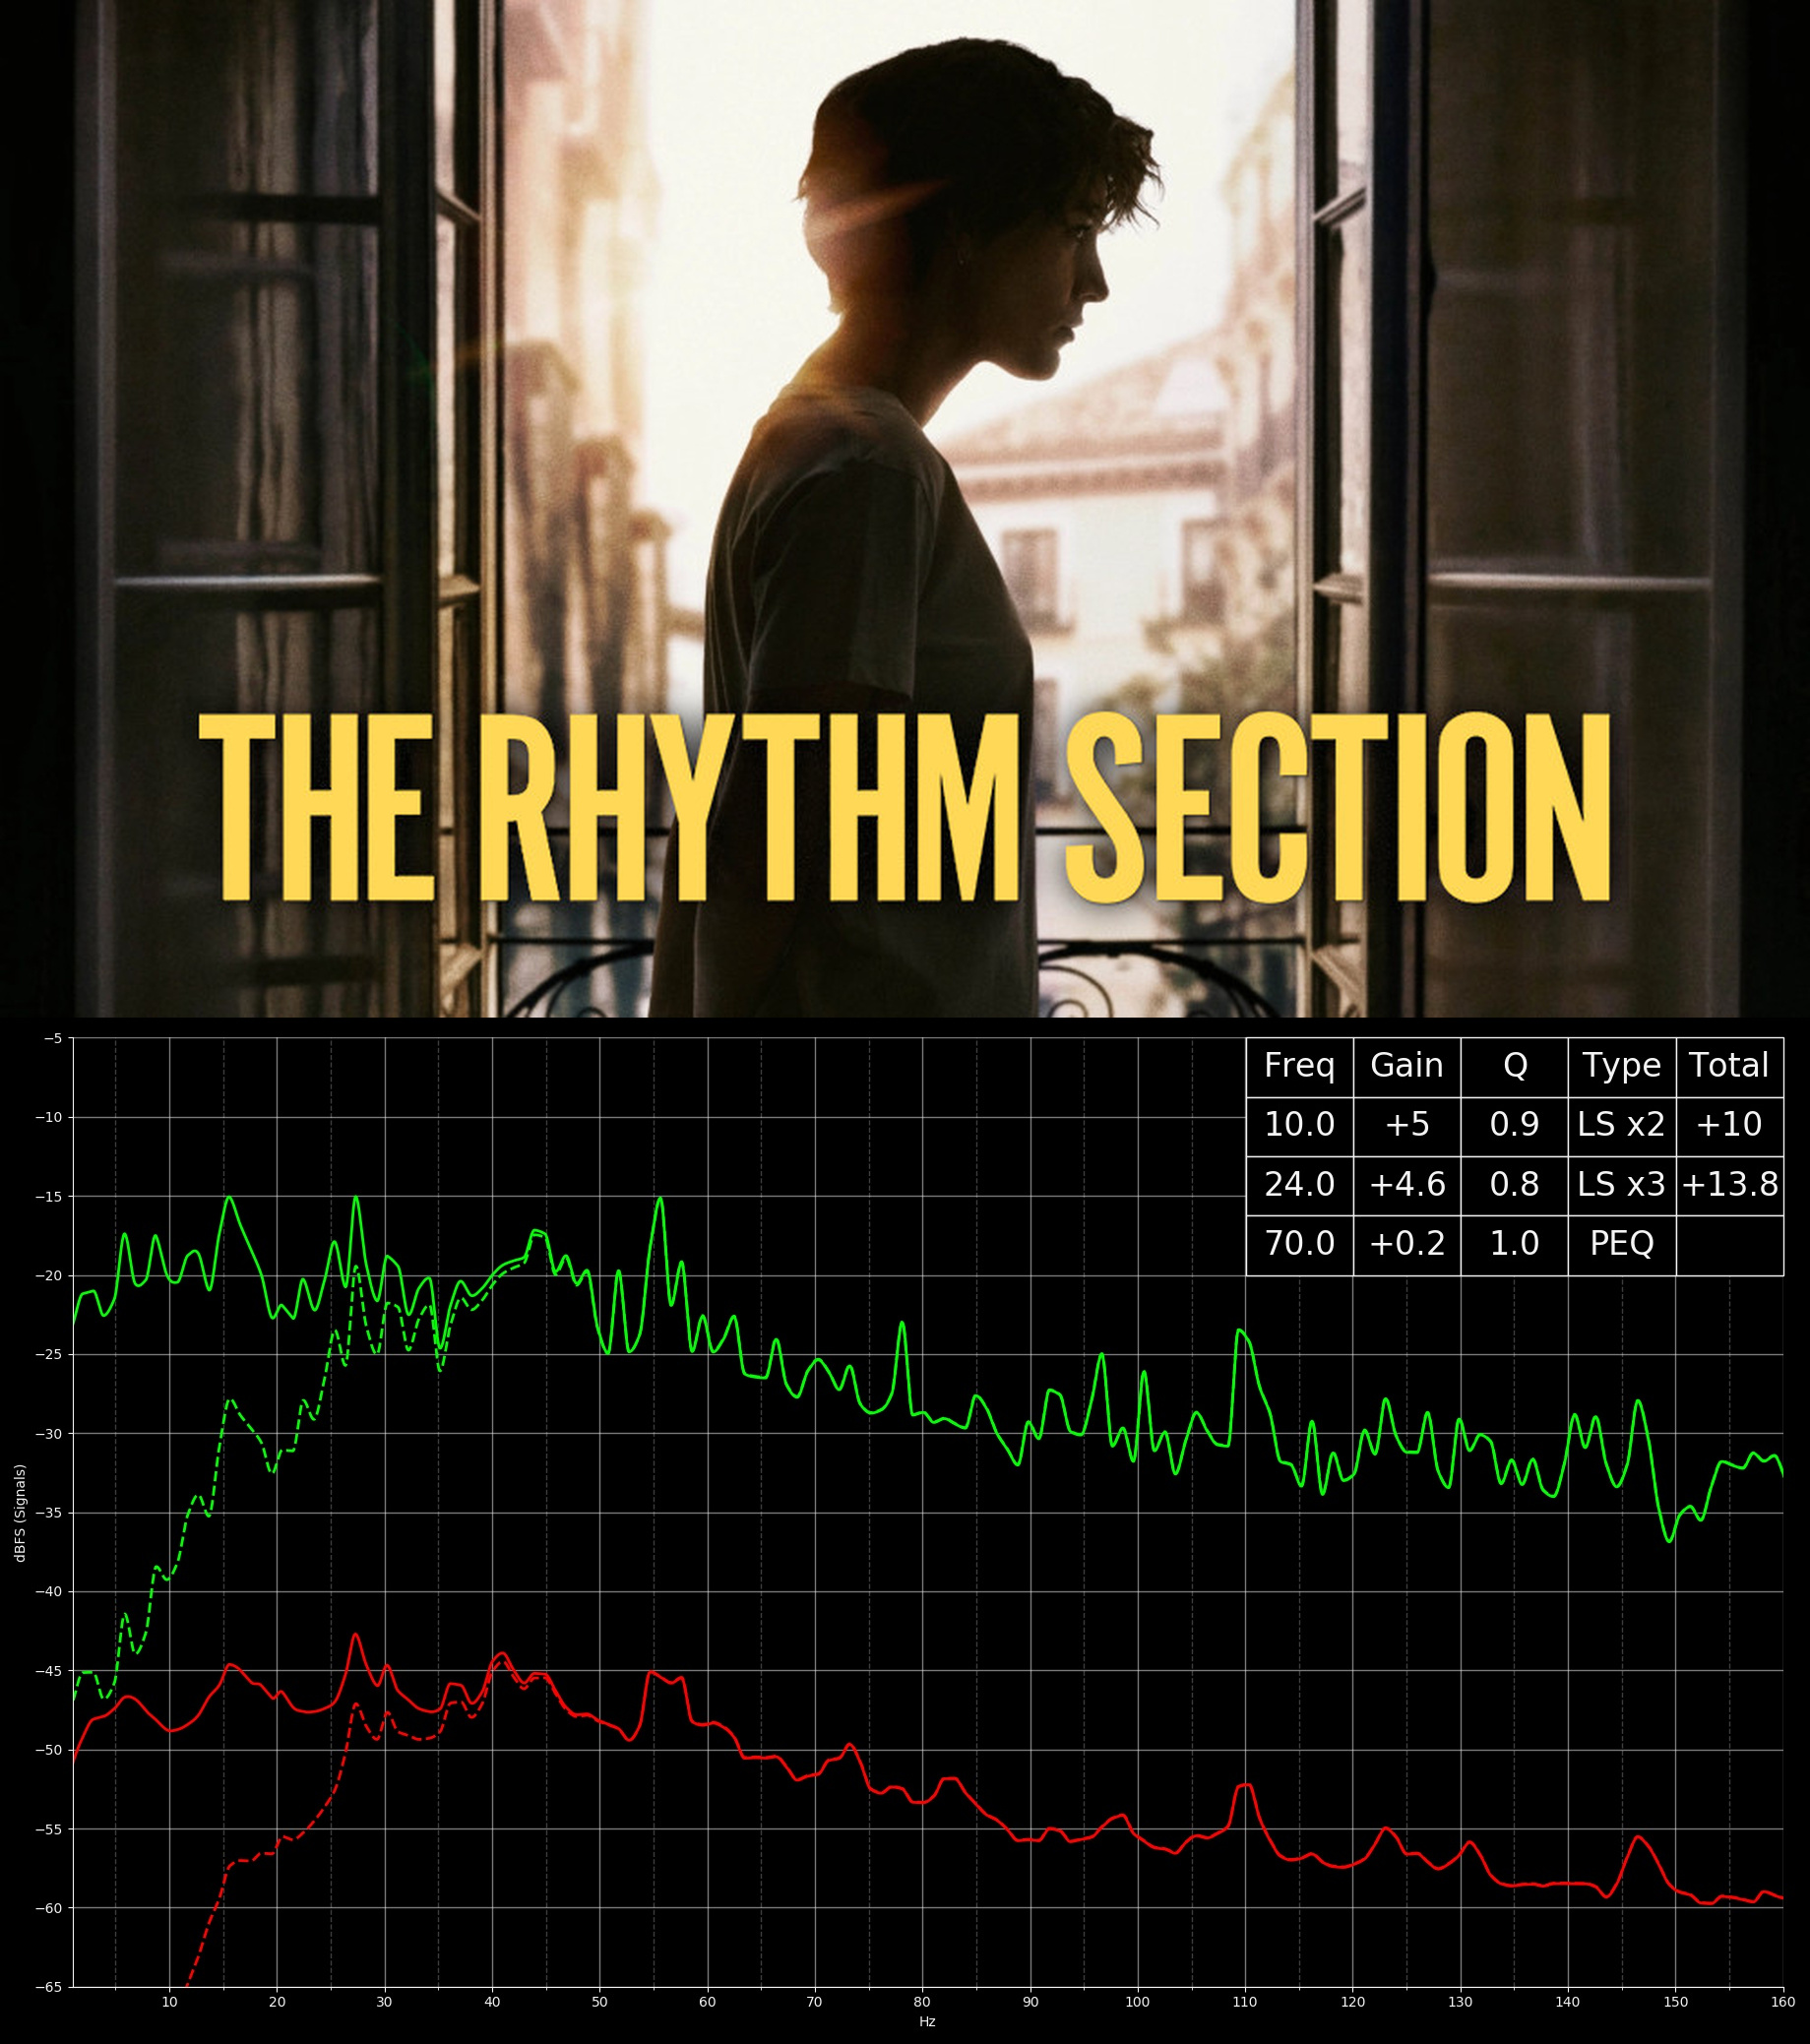 THE RHYTHM SECTION
Freq Gain Q Type Total
10.0 +5 0.9 LS x2 +10
24.0 +4.6 0.8 LS x3 +13.8
70.0 +0.2 1.0 PEQ
−5
−10
−15
−20
−25
−30
−35
−40
−45
−50
−55
−60
−65
dBFS (Signals)
10 20 30 40 50 60 70 80 90 100 110 120 130 140 150 160
Hz